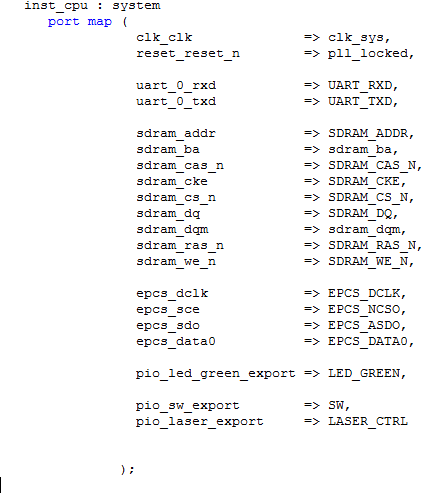 inst_cpu : system
port map (
clk_clk => clk_sys,
reset_reset_n => pll_locked,
uart_0_rxd => UART_RXD,
uart_0_txd => UART_TXD,
sdram_addr => SDRAM_ADDR,
sdram_ba => sdram_ba,
sdram_cas_n => SDRAM_CAS_N,
sdram_cke => SDRAM_CKE,
sdram_cs_n => SDRAM_CS_N,
sdram_dq => SDRAM_DQ,
sdram_dqm => sdram_dqm,
sdram_ras_n => SDRAM_RAS_N,
sdram_we_n => SDRAM_WE_N,
epcs_dclk => EPCS_DCLK,
epcs_sce => EPCS_NCSO,
epcs_sdo => EPCS_ASDO,
epcs_data0 => EPCS_DATA0,
pio_led_green_export => LED_GREEN,
pio_sw_export => SW,
pio_laser_export => LASER_CTRL
);